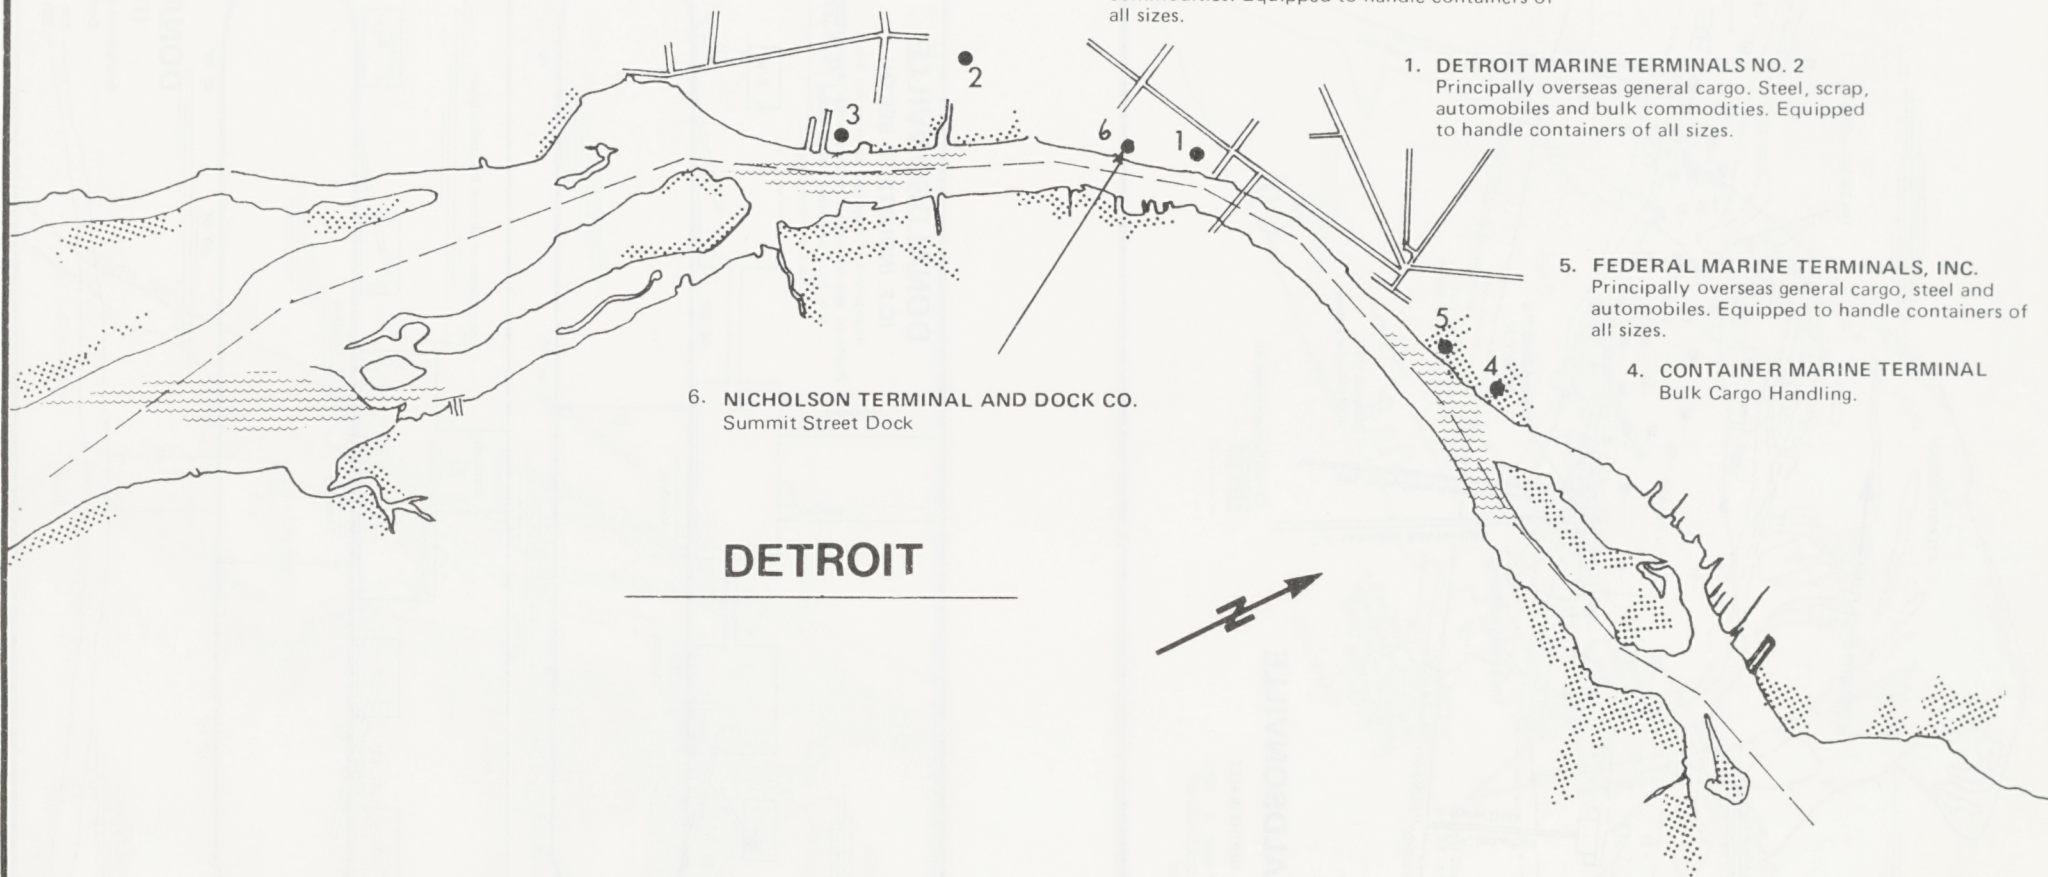 all sizes.
2
3
6
1
1. DETROIT MARINE TERMINALS NO. 2
Principally overseas general cargo. Steel, scrap,
automobiles and bulk commodities. Equipped
to handle containers of all sizes.
5. FEDERAL MARINE TERMINALS, INC.
Principally overseas general cargo, steel and
automobiles. Equipped to handle containers of
all sizes.
5
4
4. CONTAINER MARINE TERMINAL
Bulk Cargo Handling.
6. NICHOLSON TERMINAL AND DOCK CO.
Summit Street Dock
DETROIT
N